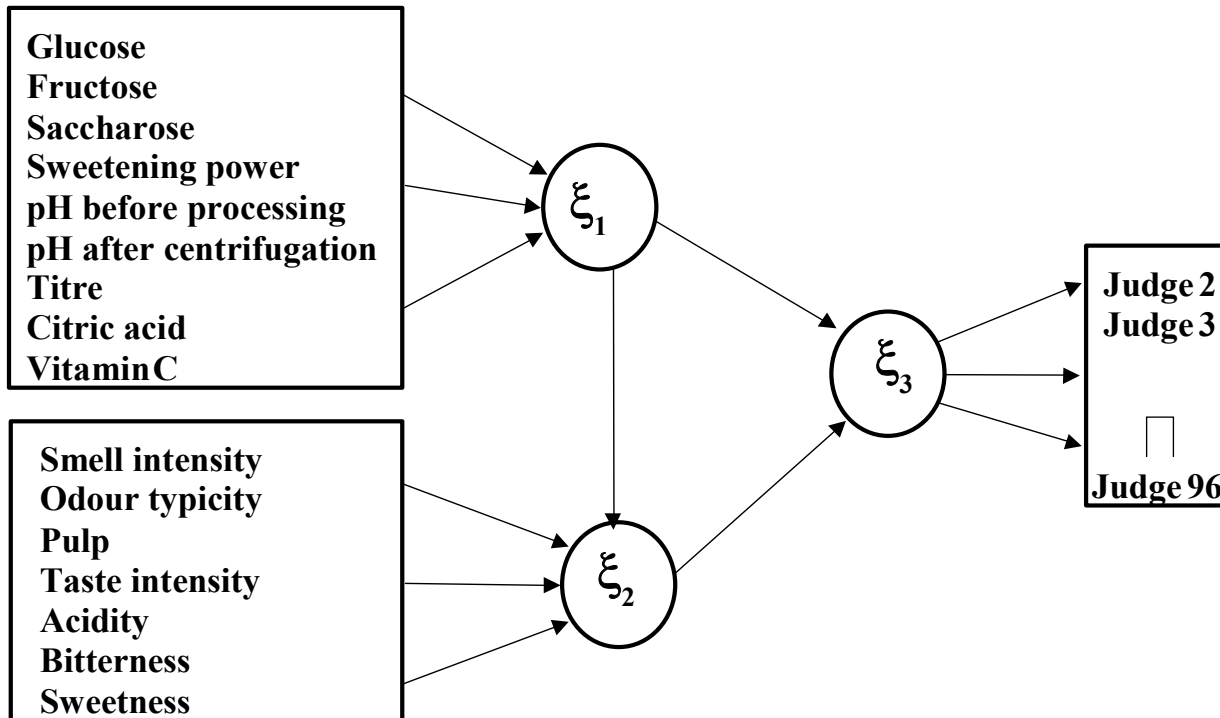 Glucose
Fructose
Saccharose
Sweetening power
pH before processing
pH after centrifugation
Titre
Citric acid
Vitamin C
ξ1
Judge 2
Judge 3
ξ3
Judge 96
Smell intensity
Odour typicity
Pulp
Taste intensity
Acidity
Bitterness
Sweetness
ξ2